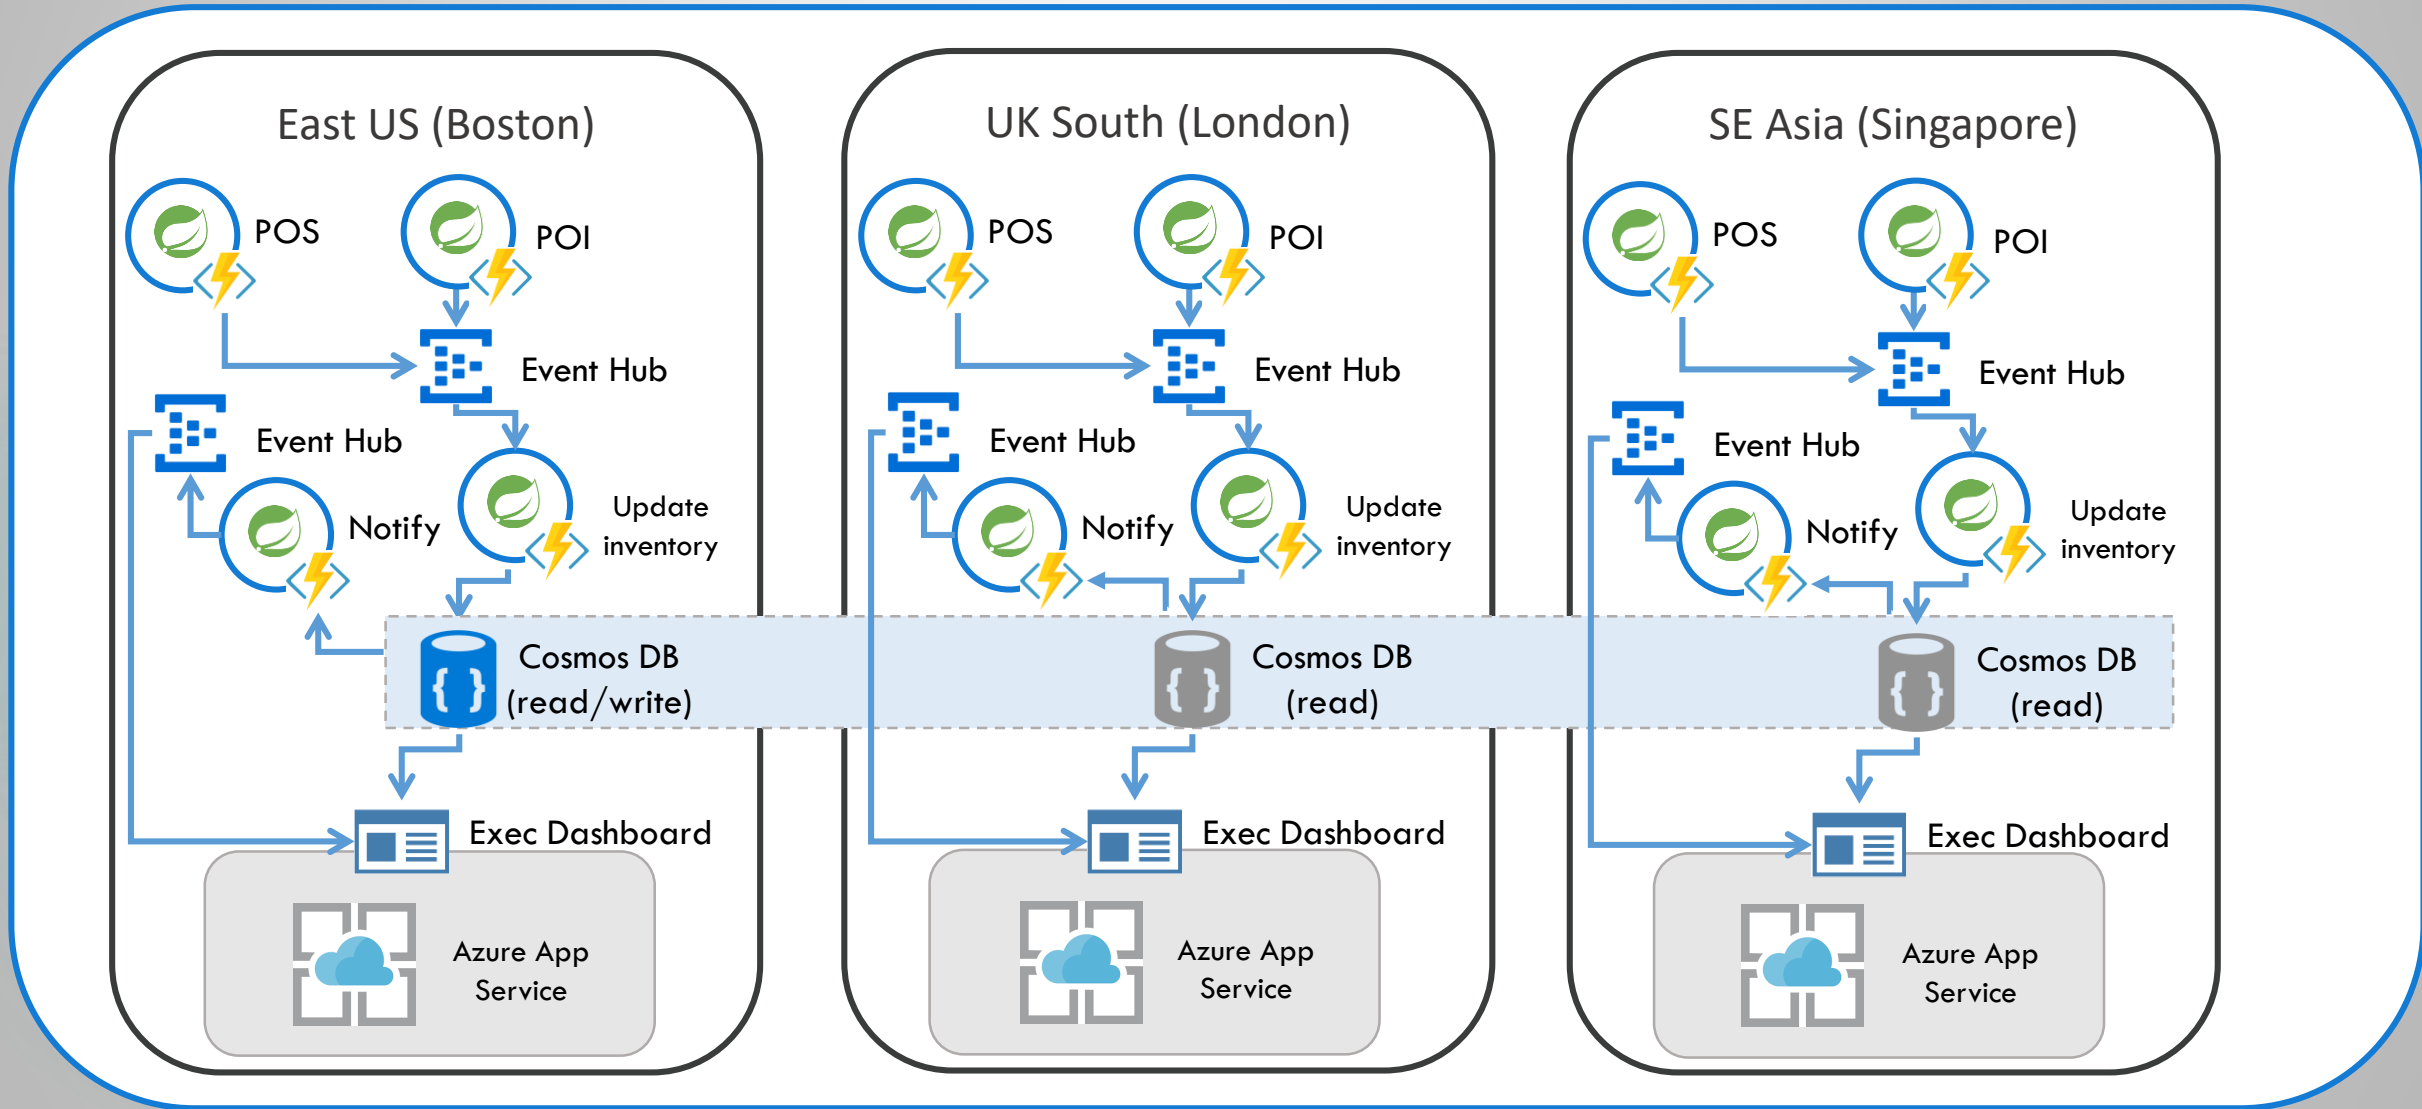 East US (Boston)
POS
POI
Event Hub
Event Hub
Update
inventory
Notify
Cosmos DB
(read/write)
Exec Dashboard
Azure App
Service
UK South (London)
POS
POI
Event Hub
Event Hub
Update
inventory
Notify
Cosmos DB
(read)
Exec Dashboard
Azure App
Service
SE Asia (Singapore)
POS
POI
Event Hub
Event Hub
Update
inventory
Notify
Cosmos DB
(read)
Exec Dashboard
Azure App
Service